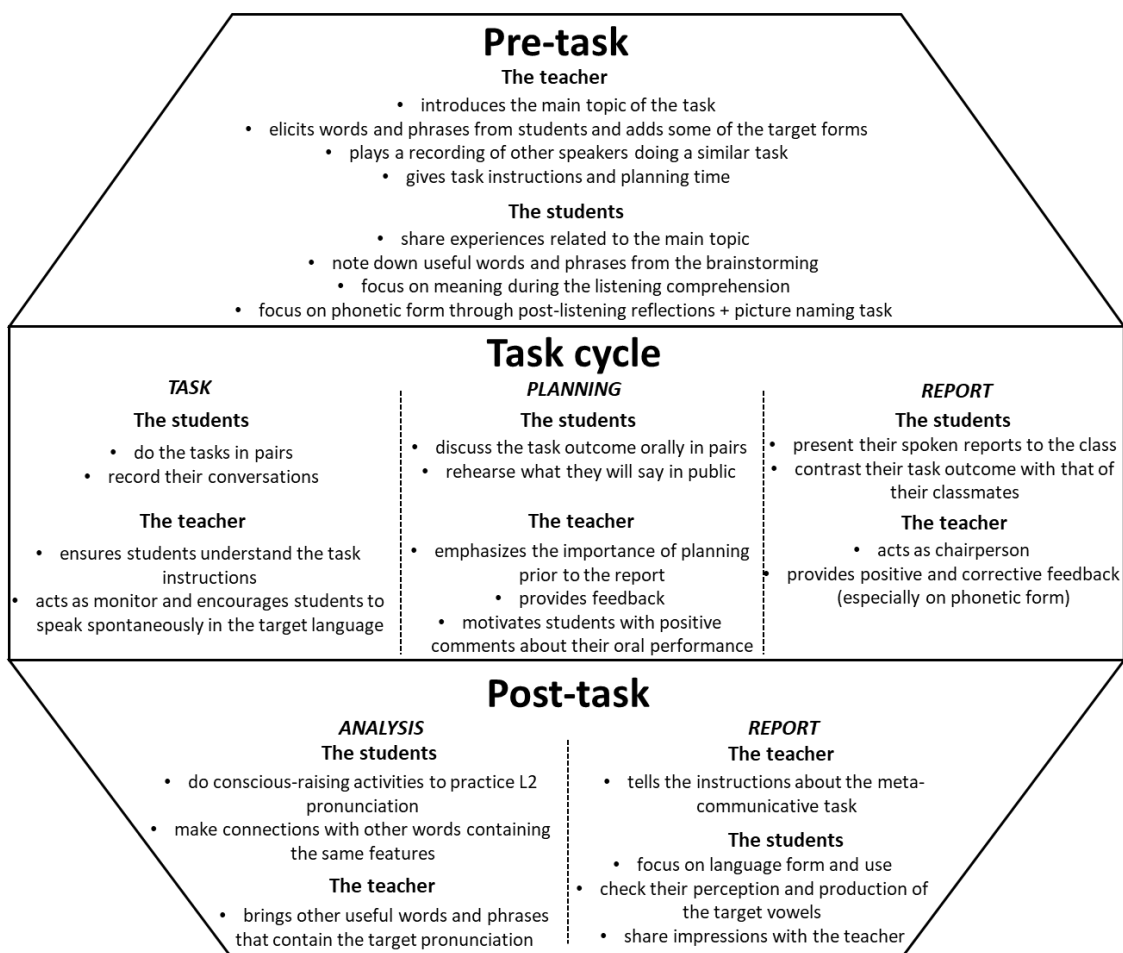 Pre-task
The teacher
• introduces the main topic of the task
• elicits words and phrases from students and adds some of the target forms
• plays a recording of other speakers doing a similar task
• gives task instructions and planning time
The students
• share experiences related to the main topic
• note down useful words and phrases from the brainstorming
• focus on meaning during the listening comprehension
• focus on phonetic form through post-listening reflections + picture naming task
Task cycle
TASK
The students
• do the tasks in pairs
• record their conversations
The teacher
• ensures students understand the task
instructions
• acts as monitor and encourages students to
speak spontaneously in the target language
PLANNING
The students
• discuss the task outcome orally in pairs
• rehearse what they will say in public
The teacher
• emphasizes the importance of planning
prior to the report
• provides feedback
• motivates students with positive
comments about their oral performance
REPORT
The students
• present their spoken reports to the class
• contrast their task outcome with that of
their classmates
The teacher
• acts as chairperson
• provides positive and corrective feedback
(especially on phonetic form)
Post-task
ANALYSIS
The students
• do conscious-raising activities to practice L2
pronunciation
• make connections with other words containing
the same features
The teacher
• brings other useful words and phrases
that contain the target pronunciation
REPORT
The teacher
• tells the instructions about the meta-
communicative task
The students
• focus on language form and use
• check their perception and production of
the target vowels
• share impressions with the teacher